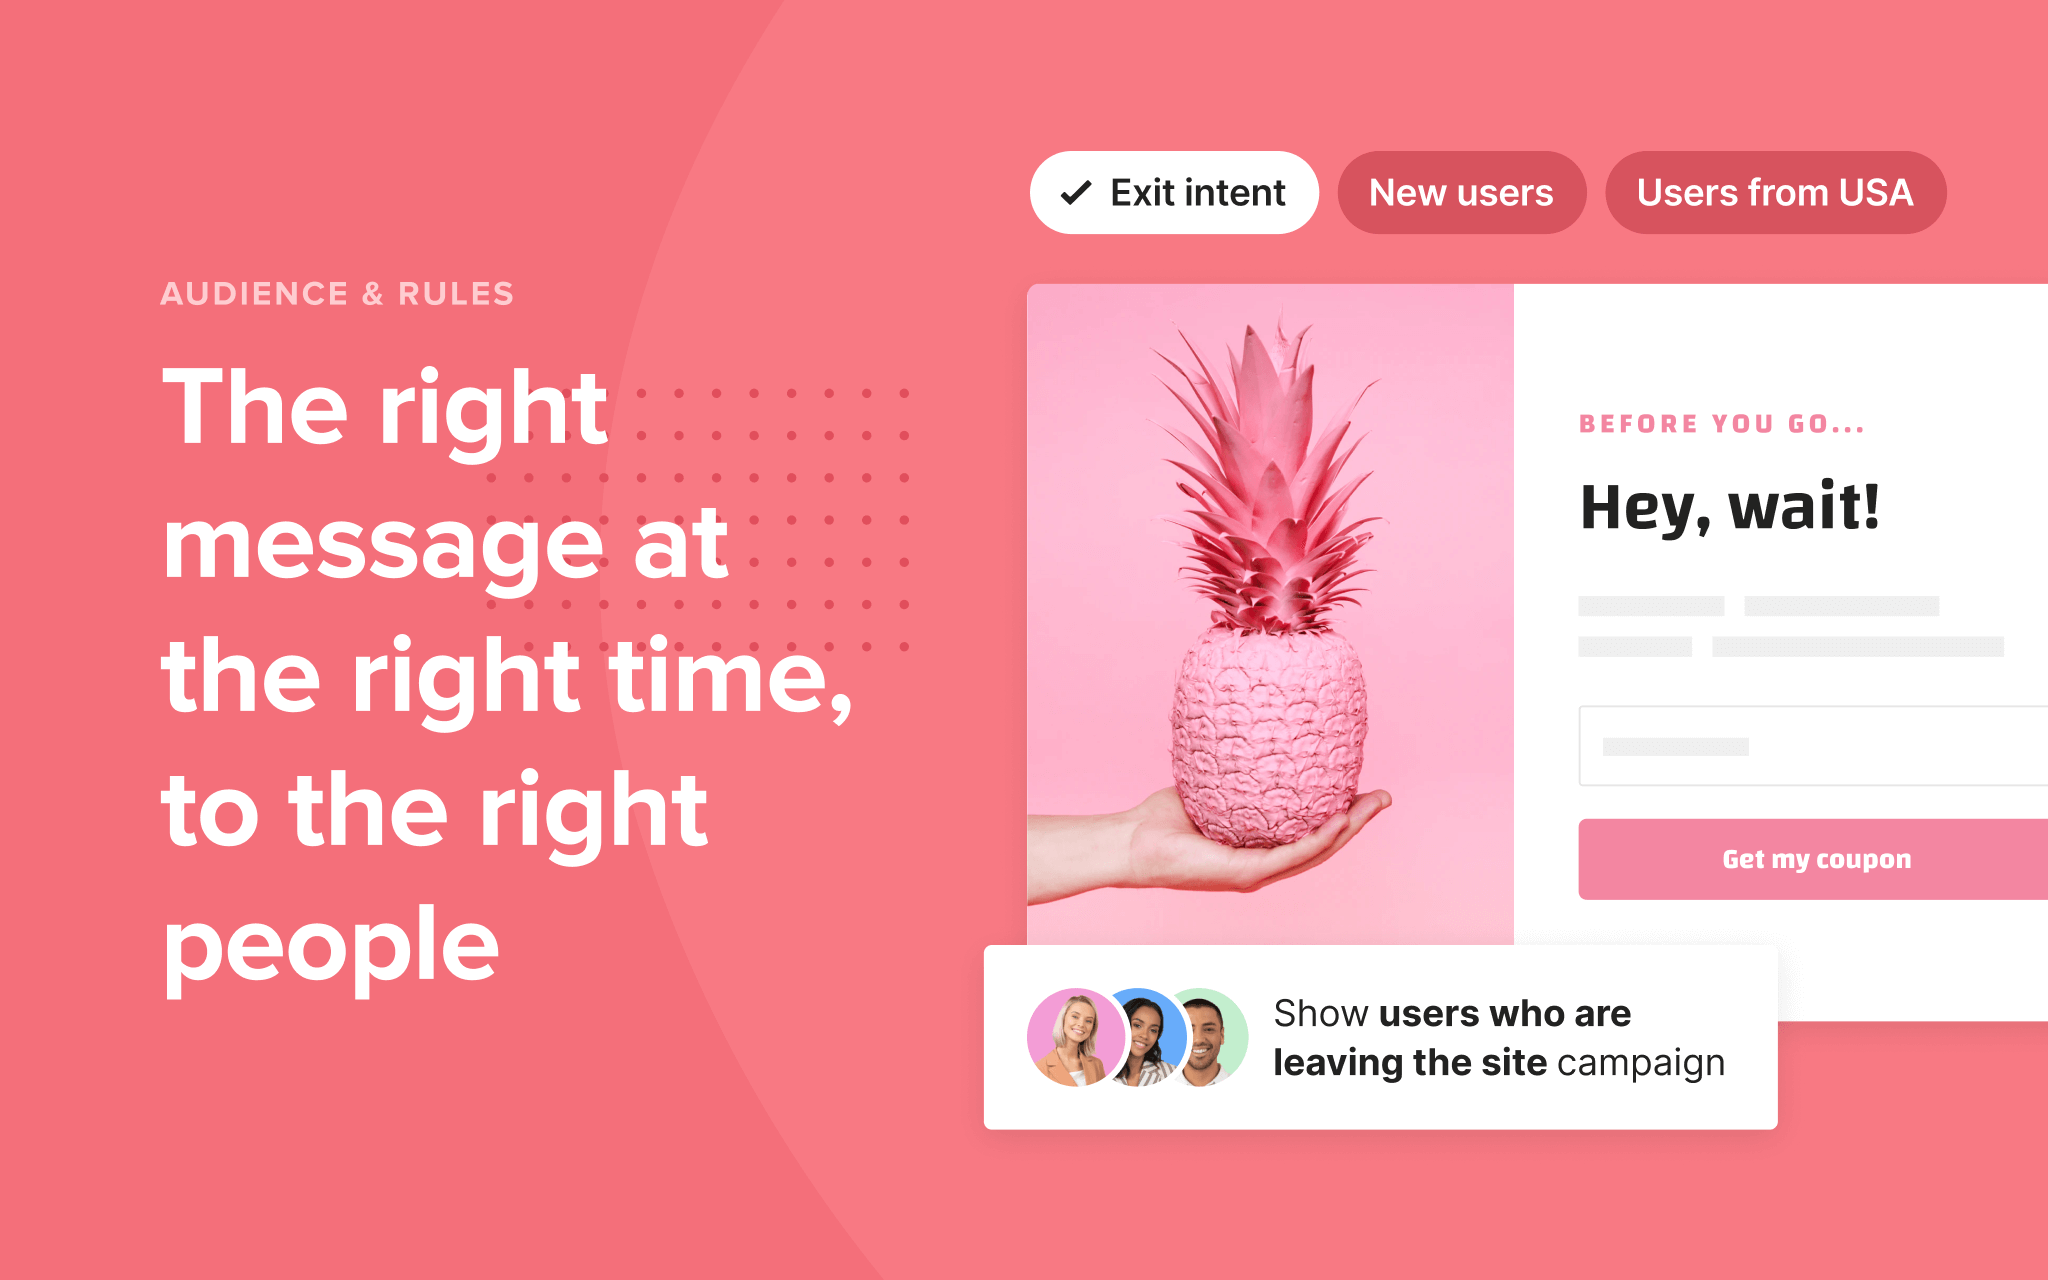 AUDIENCE & RULES
The right
message at
the right time,
to the right
people
Exit intent
New users
Users from USA
BEFORE YOU GO...
Hey, wait!
Get my coupon
Show users who are
leaving the site campaign